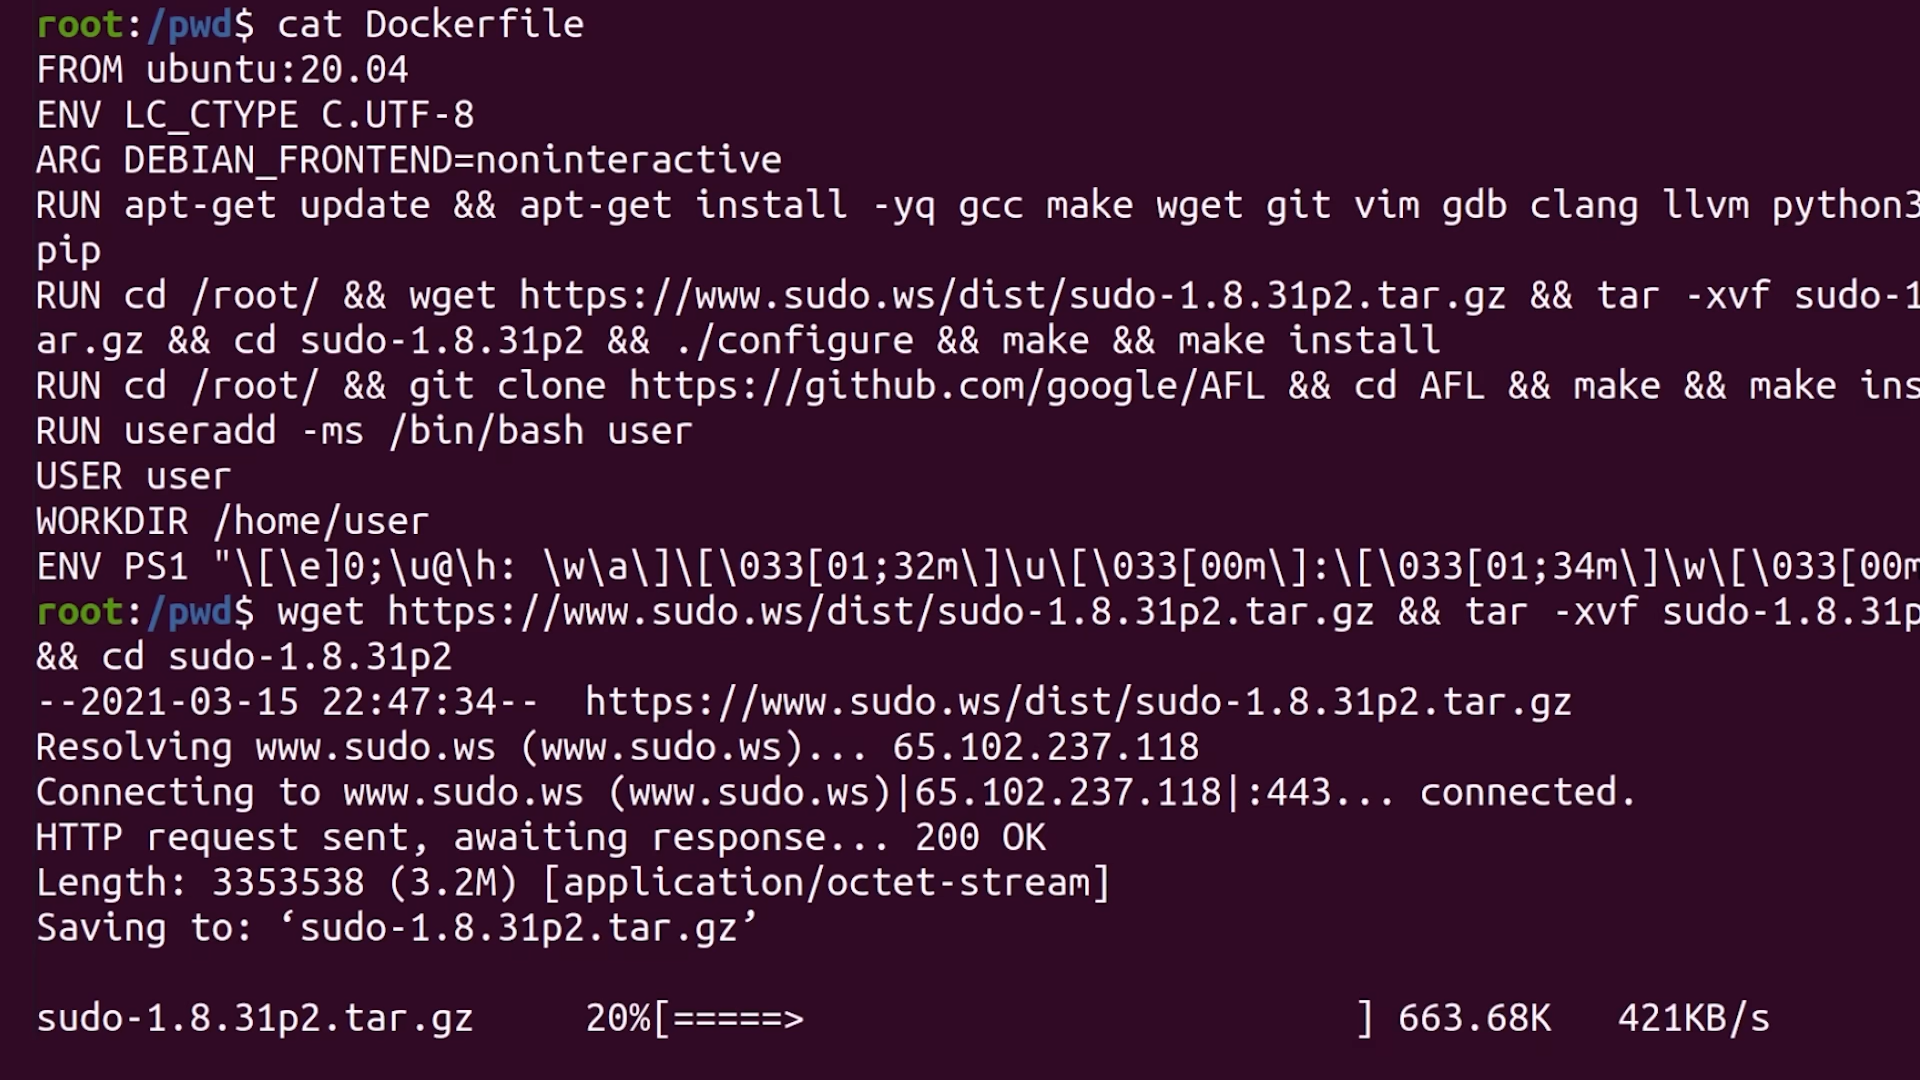 root:/pwd$ cat Dockerfile
FROM ubuntu:20.04
ENV LC_CTYPE C.UTF-8
ARG DEBIAN_FRONTEND=noninteractive
RUN apt-get update && apt-get install -yq gcc make wget git vim gdb clang llvm python3
pip
RUN cd /root/ && wget https://www.sudo.ws/dist/sudo-1.8.31p2.tar.gz && tar -xvf sudo-1
ar.gz && cd sudo-1.8.31p2 && ./configure && make && make install
RUN cd /root/ && git clone https://github.com/google/AFL && cd AFL && make && make ins
RUN useradd -ms /bin/bash user
USER user
WORKDIR /home/user
ENV PS1 "\[\e]0;\u@\h: \w\a\]\[\033[01;32m\]\u\[\033[00m\]:\[\033[01;34m\]\w\[\033[00m
root:/pwd$ wget https://www.sudo.ws/dist/sudo-1.8.31p2.tar.gz && tar -xvf sudo-1.8.31p
&& cd sudo-1.8.31p2
--2021-03-15 22:47:34--  https://www.sudo.ws/dist/sudo-1.8.31p2.tar.gz
Resolving www.sudo.ws (www.sudo.ws)... 65.102.237.118
Connecting to www.sudo.ws (www.sudo.ws)|65.102.237.118|:443... connected.
HTTP request sent, awaiting response... 200 OK
Length: 3353538 (3.2M) [application/octet-stream]
Saving to: ‘sudo-1.8.31p2.tar.gz’
sudo-1.8.31p2.tar.gz     20%[=====>                         ] 663.68K   421KB/s